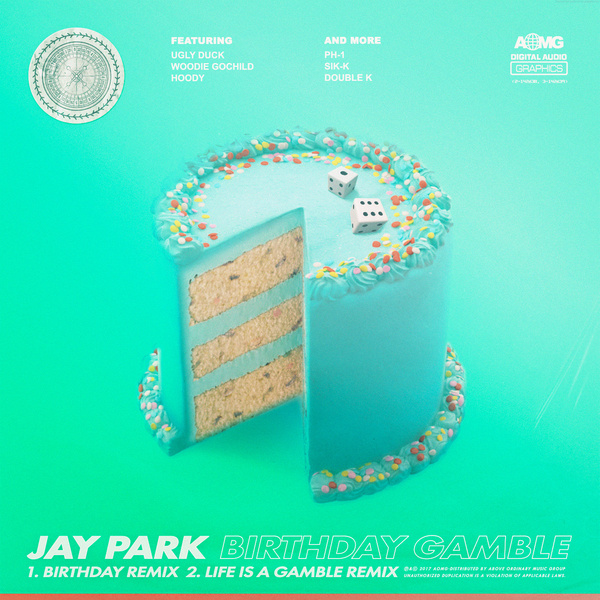 FEATURING
UGLY DUCK
WOODIE GOCHILD
HOODY
AND MORE
PH-1
SIK-K
DOUBLE K
AOMG
DIGITAL AUDIO
GRAPHICS
JAY PARK BIRTHDAY GAMBLE
1. BIRTHDAY REMIX 2. LIFE IS A GAMBLE REMIX
℗&© 2017 AOMG DISTRIBUTED BY ABOVE ORDINARY MUSIC GROUP
UNAUTHORIZED DUPLICATION IS A VIOLATION OF APPLICABLE LAWS.